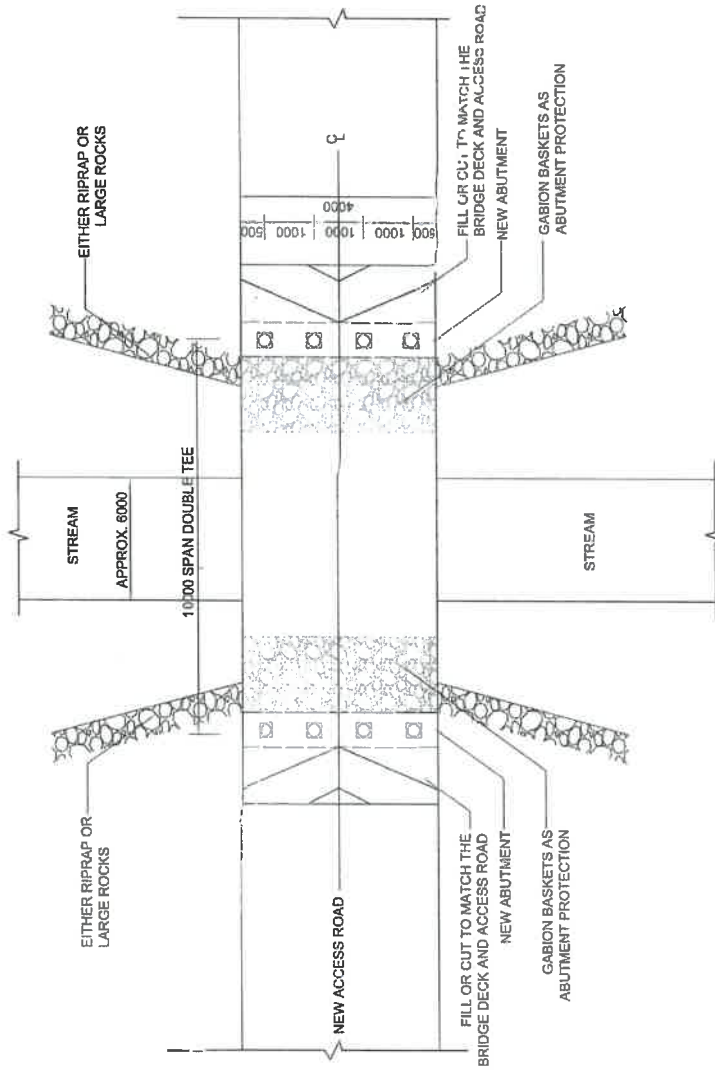 EITHER RIPRAP OR
LARGE ROCKS
STREAM
APPROX. 6000
10000 SPAN DOUBLE TEE
EITHER RIPRAP OR
LARGE ROCKS
500
1000
1000
1000
500
4000
CL
NEW ACCESS ROAD
FILL OR CUT TO MATCH THE
BRIDGE DECK AND ACCESS ROAD
NEW ABUTMENT
GABION BASKETS AS
ABUTMENT PROTECTION
STREAM
FILL OR CUT TO MATCH THE
BRIDGE DECK AND ACCESS ROAD
NEW ABUTMENT
GABION BASKETS AS
ABUTMENT PROTECTION